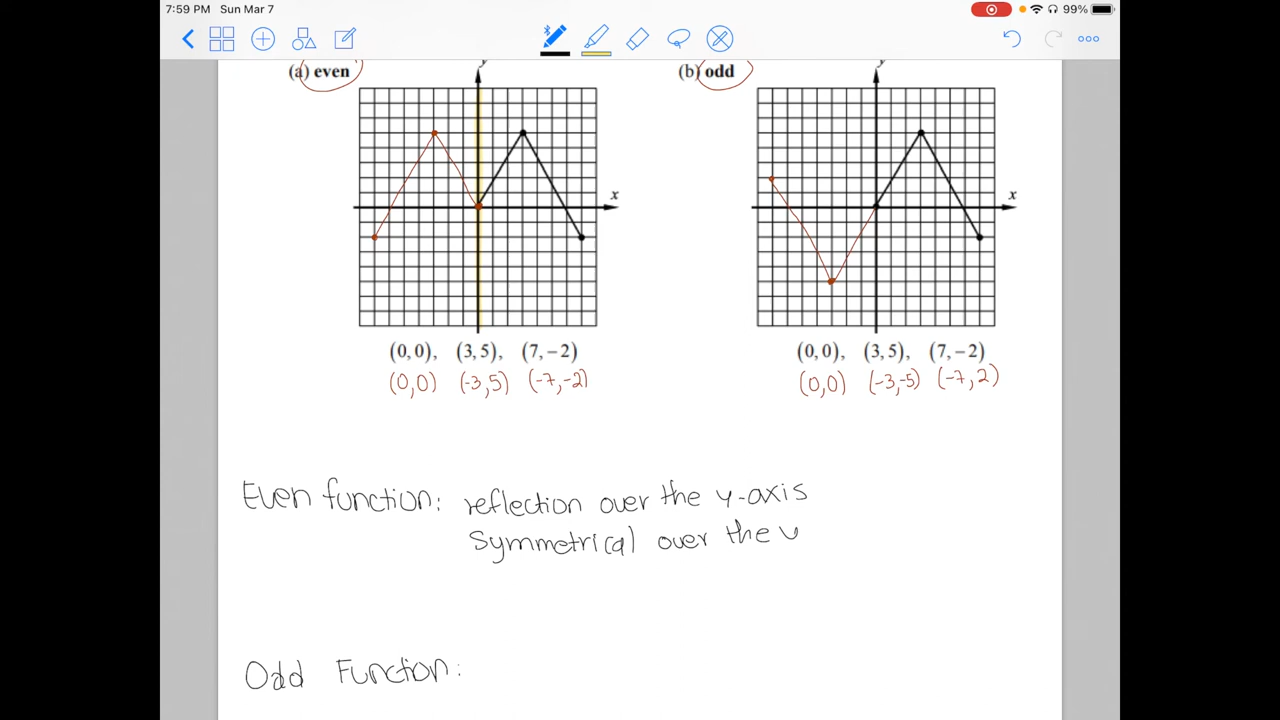 7:59 PM Sun Mar 7 99%
(a) even (b) odd
y y
x x
(0, 0), (3, 5), (7, −2) (0, 0), (3, 5), (7, −2)
(0,0) (-3,5) (-7,-2) (0,0) (-3,-5) (-7,2)
Even function: reflection over the y-axis
Symmetrical over the
Odd Function: